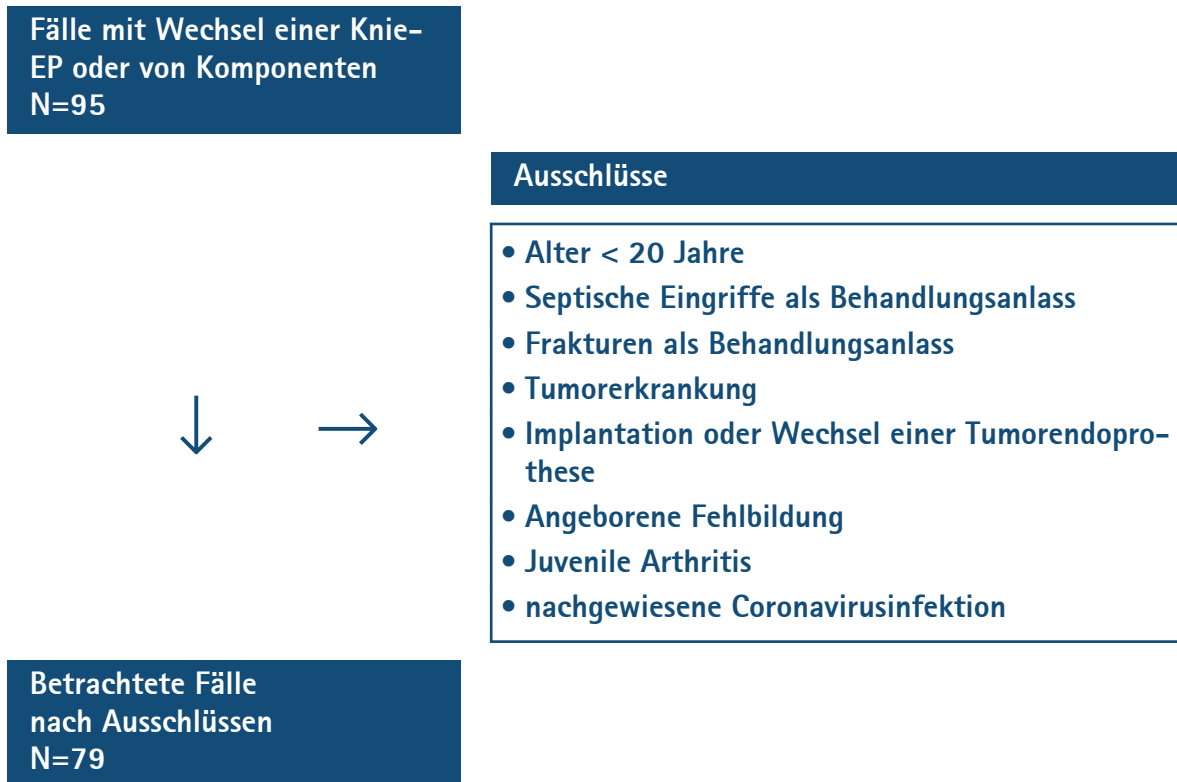 Fälle mit Wechsel einer Knie-
EP oder von Komponenten
N=95
Ausschlüsse
• Alter < 20 Jahre
• Septische Eingriffe als Behandlungsanlass
• Frakturen als Behandlungsanlass
• Tumorerkrankung
• Implantation oder Wechsel einer Tumorendopro-
these
• Angeborene Fehlbildung
• Juvenile Arthritis
• nachgewiesene Coronavirusinfektion
↓ →
Betrachtete Fälle
nach Ausschlüssen
N=79